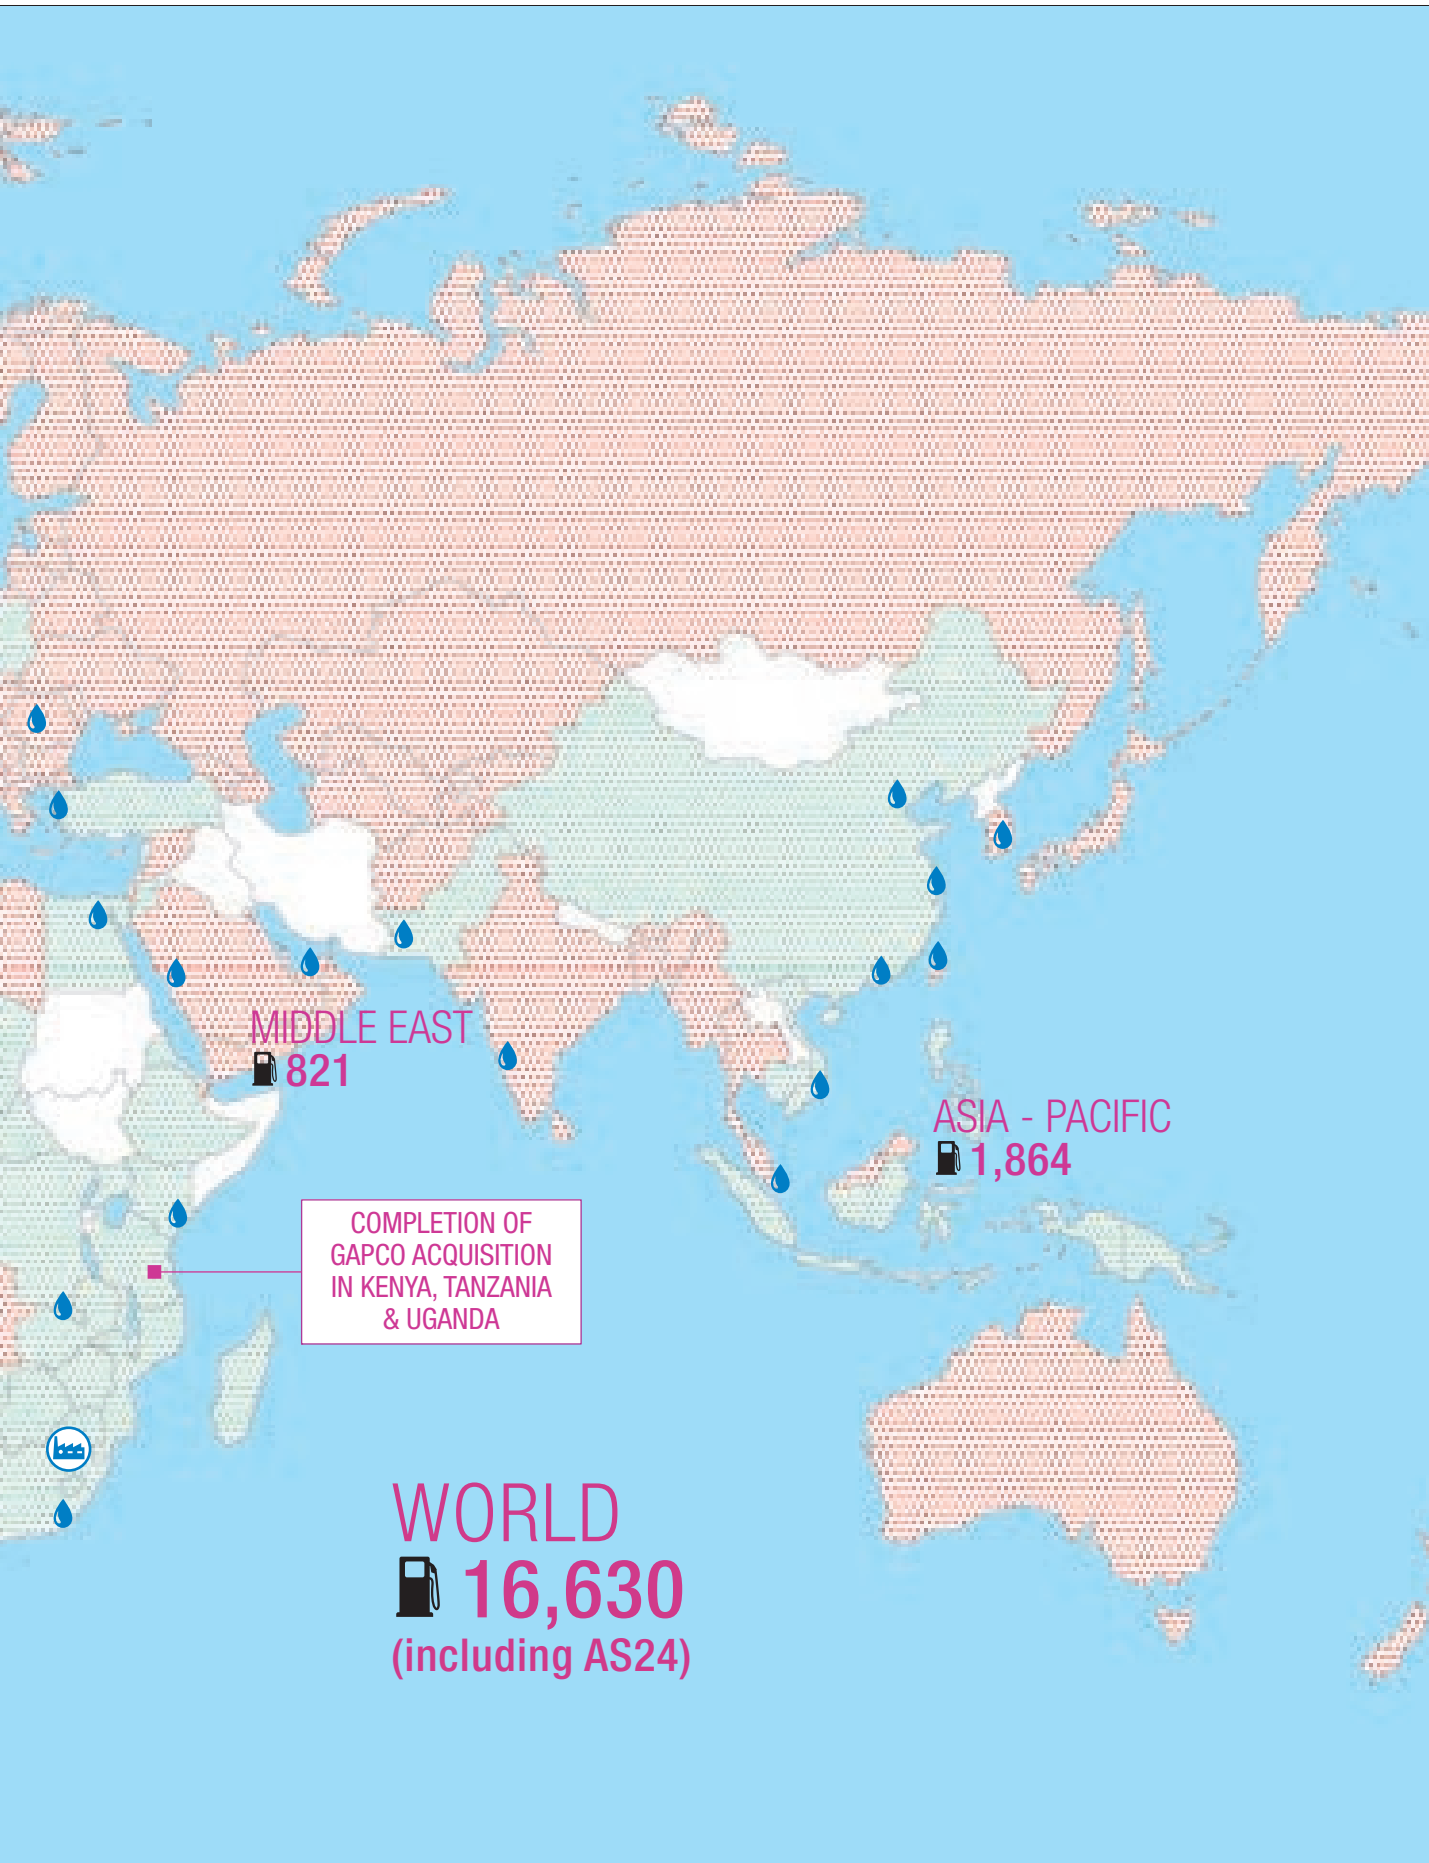 MIDDLE EAST
821
ASIA - PACIFIC
1,864
COMPLETION OF
GAPCO ACQUISITION
IN KENYA, TANZANIA
& UGANDA
WORLD
16,630
(including AS24)